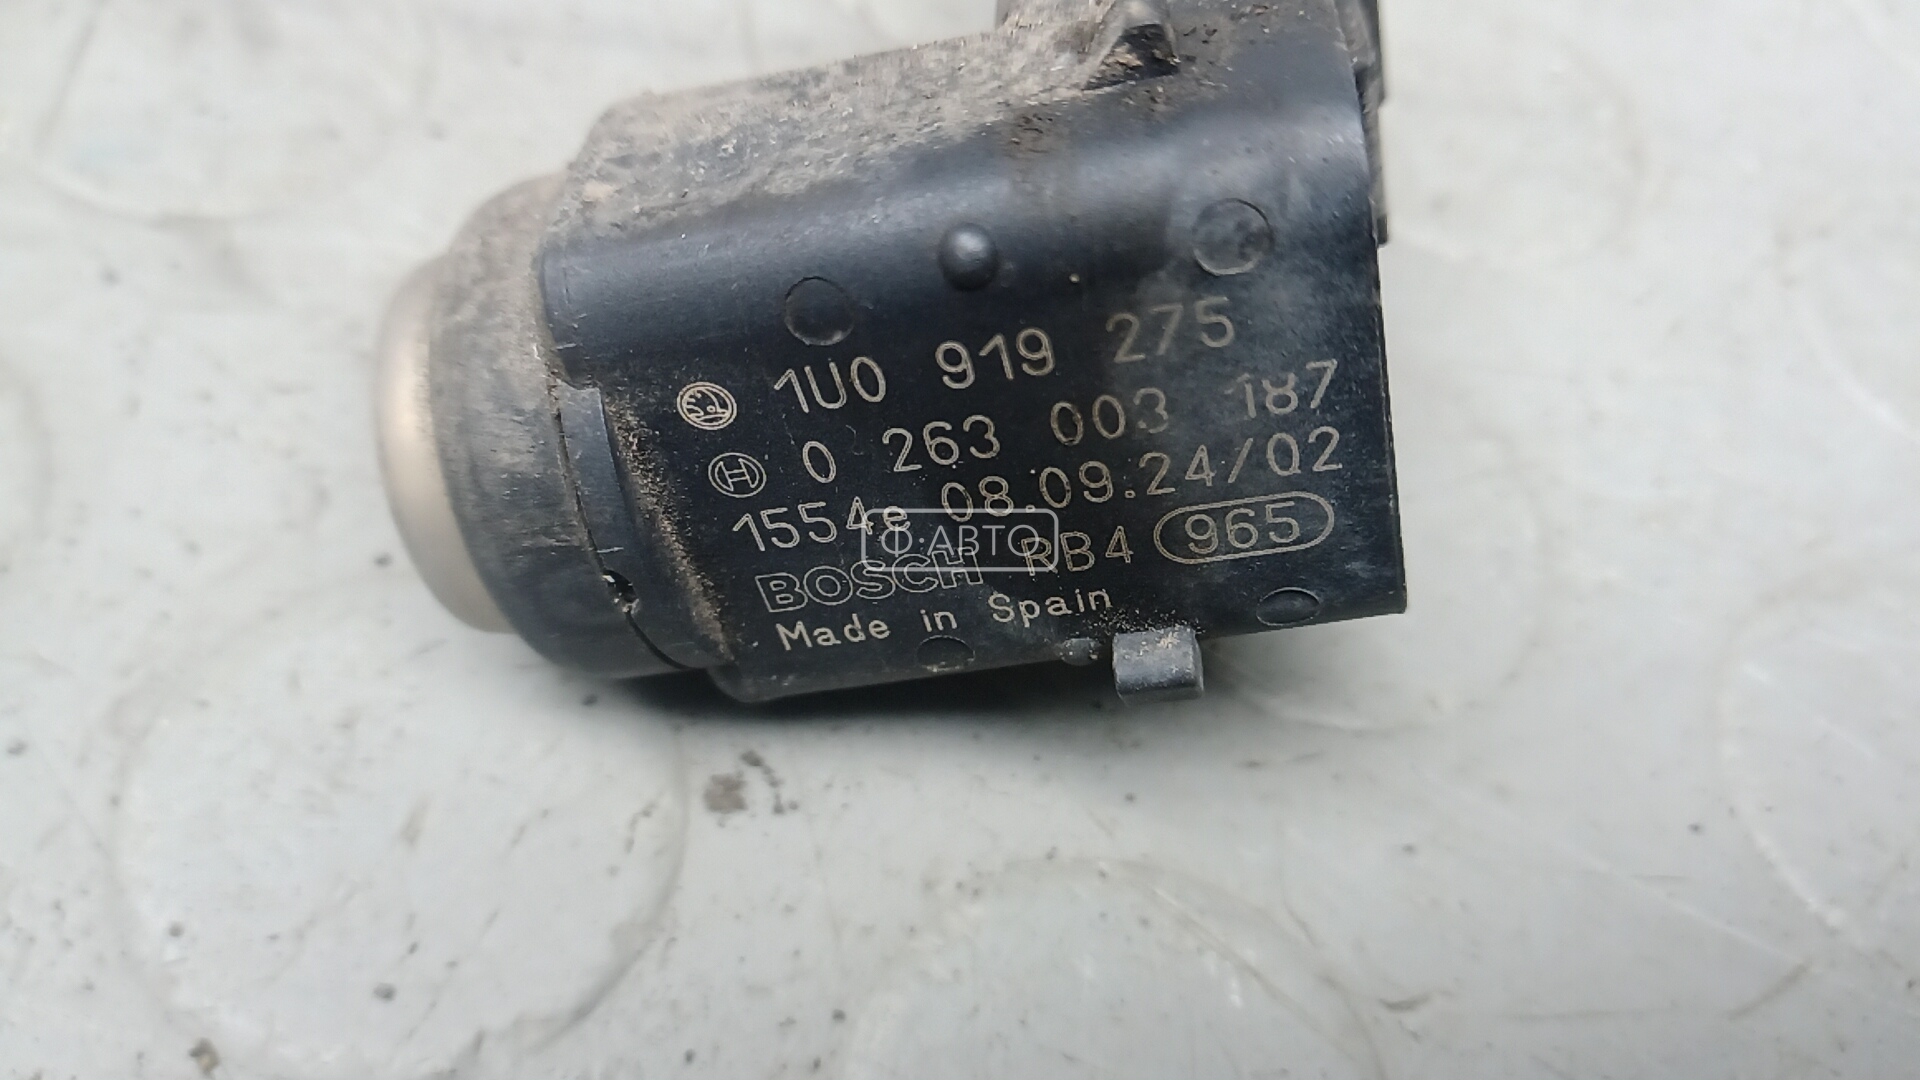 1U0 919 275
0 263 003 187
1554e 08.09.24/02
Ф·АВТО
BOSCH RB4 965
Made in Spain